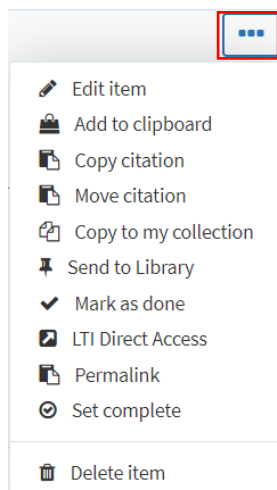 Edit item
Add to clipboard
Copy citation
Move citation
Copy to my collection
Send to Library
Mark as done
LTI Direct Access
Permalink
Set complete
Delete item